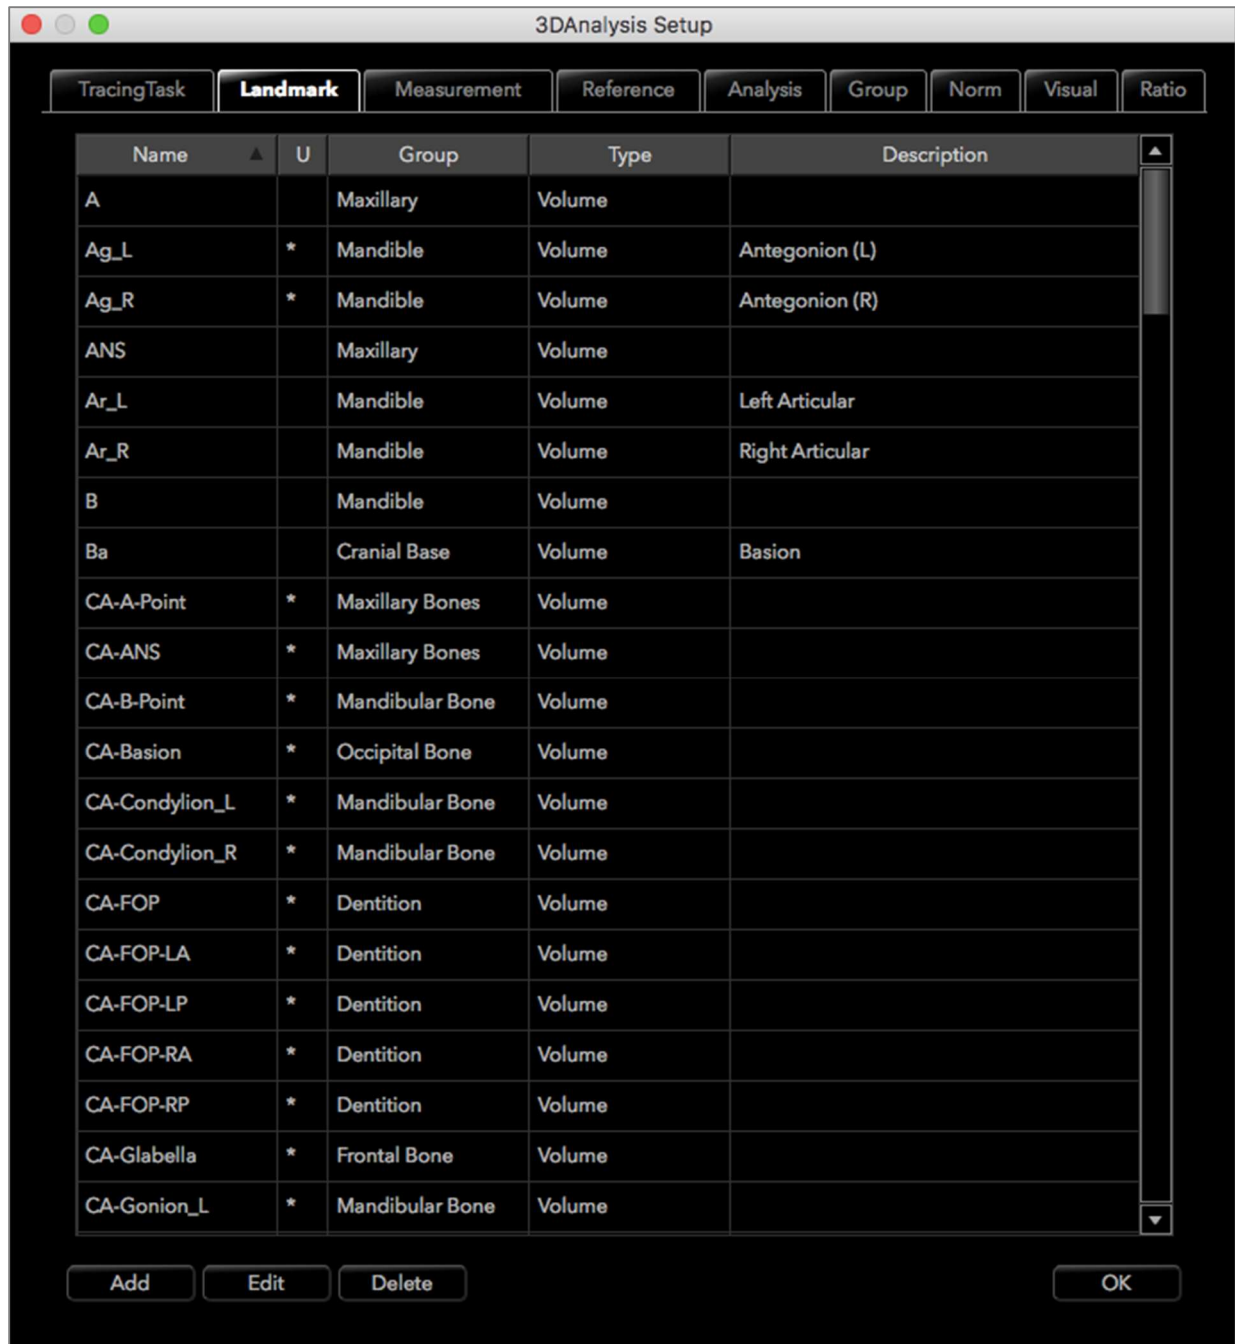 3DAnalysis Setup
TracingTask Landmark Measurement Reference Analysis Group Norm Visual Ratio
Name ▲ U Group Type Description
A Maxillary Volume
Ag_L * Mandible Volume Antegonion (L)
Ag_R * Mandible Volume Antegonion (R)
ANS Maxillary Volume
Ar_L Mandible Volume Left Articular
Ar_R Mandible Volume Right Articular
B Mandible Volume
Ba Cranial Base Volume Basion
CA-A-Point * Maxillary Bones Volume
CA-ANS * Maxillary Bones Volume
CA-B-Point * Mandibular Bone Volume
CA-Basion * Occipital Bone Volume
CA-Condylion_L * Mandibular Bone Volume
CA-Condylion_R * Mandibular Bone Volume
CA-FOP * Dentition Volume
CA-FOP-LA * Dentition Volume
CA-FOP-LP * Dentition Volume
CA-FOP-RA * Dentition Volume
CA-FOP-RP * Dentition Volume
CA-Glabella * Frontal Bone Volume
CA-Gonion_L * Mandibular Bone Volume
Add Edit Delete OK